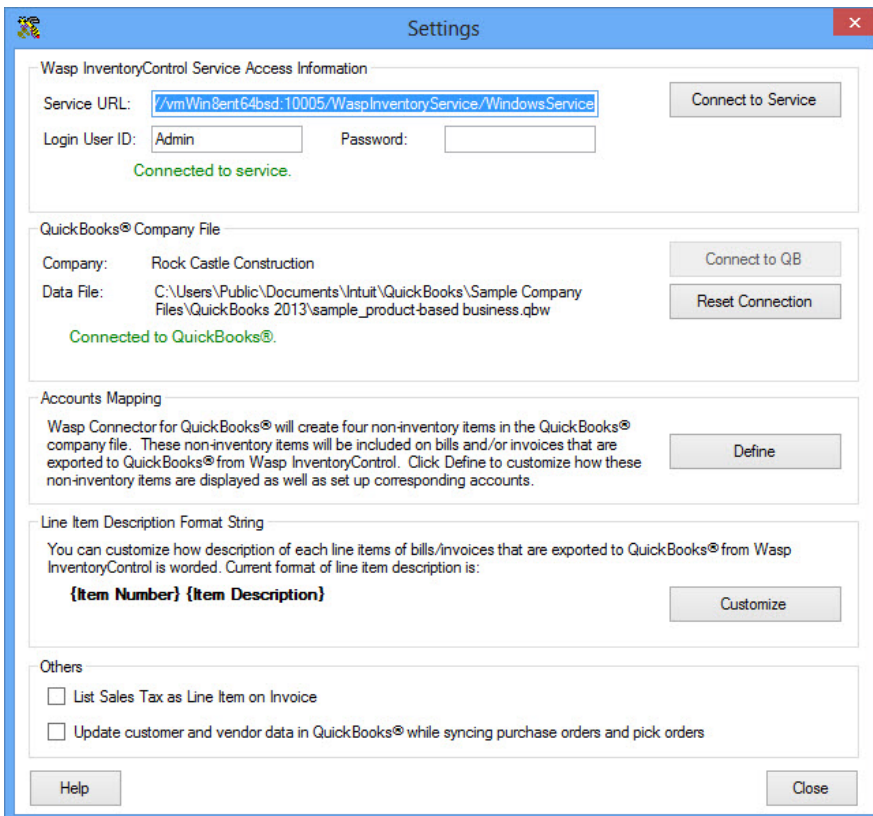 Settings
Wasp InventoryControl Service Access Information
Service URL: //vmWin8ent64bsd:10005/WaspInventoryService/WindowsService Connect to Service
Login User ID: Admin Password:
Connected to service.
QuickBooks® Company File
Company: Rock Castle Construction Connect to QB
Data File: C:\Users\Public\Documents\Intuit\QuickBooks\Sample Company
Files\QuickBooks 2013\sample_product-based business.qbw Reset Connection
Connected to QuickBooks®.
Accounts Mapping
Wasp Connector for QuickBooks® will create four non-inventory items in the QuickBooks®
company file. These non-inventory items will be included on bills and/or invoices that are
exported to QuickBooks® from Wasp InventoryControl. Click Define to customize how these
non-inventory items are displayed as well as set up corresponding accounts.
Define
Line Item Description Format String
You can customize how description of each line items of bills/invoices that are exported to QuickBooks® from Wasp
InventoryControl is worded. Current format of line item description is:
{Item Number} {Item Description}
Customize
Others
List Sales Tax as Line Item on Invoice
Update customer and vendor data in QuickBooks® while syncing purchase orders and pick orders
Help Close